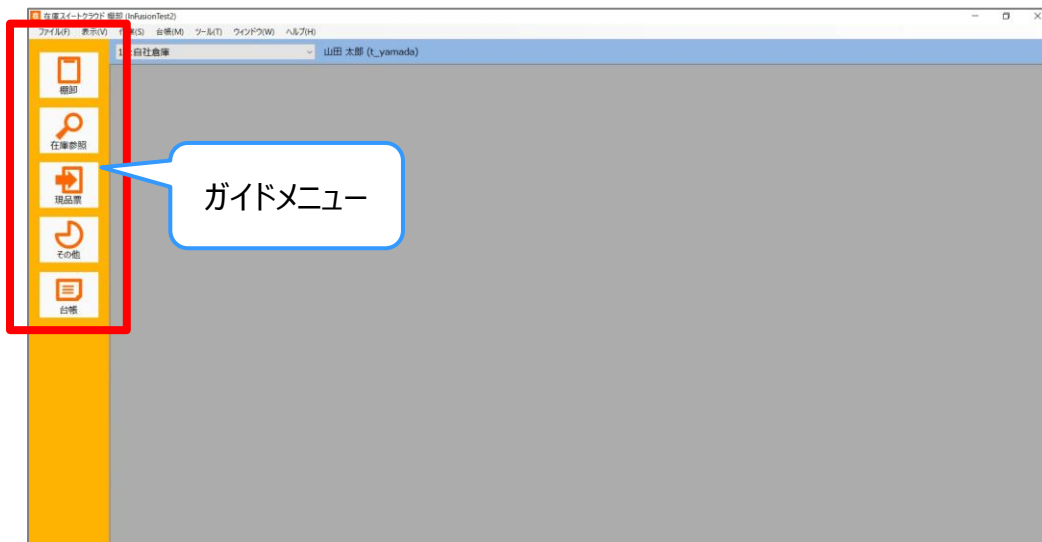 在庫スイートクラウド 棚卸 (InFusionTest2)
ファイル(F) 表示(V) (S) 台帳(M) ツール(T) ウィンドウ(W) ヘルプ(H)
自社倉庫 山田 太郎 (t_yamada)
棚卸
在庫参照
現品票
その他
台帳
ガイドメニュー